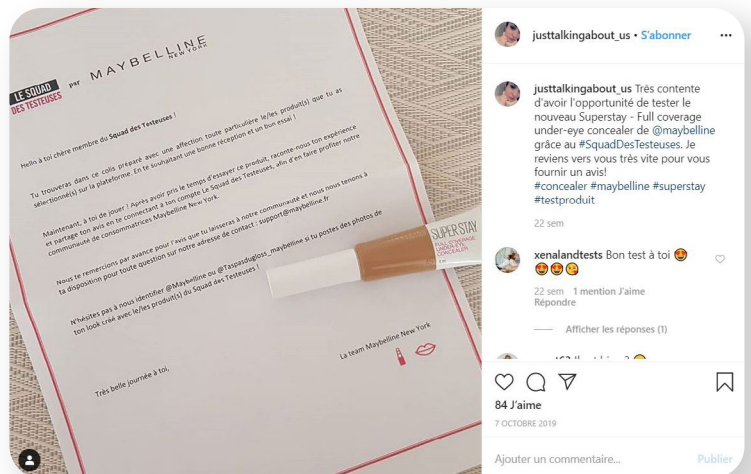 LE SQUAD
DES TESTEUSES
par
MAYBELLINE
NEW YORK
Hello à toi chère membre du Squad des Testeuses !
Tu trouveras dans ce colis préparé avec une affection toute particulière le/les produit(s) que tu as
sélectionné(s) sur la plateforme. En te souhaitant une bonne réception et un bon essai !
Maintenant, à toi de jouer ! Après avoir pris le temps d'essayer ce produit, raconte-nous ton expérience
et partage ton avis en te connectant à ton compte Le Squad des Testeuses, afin d'en faire profiter notre
communauté de consommatrices Maybelline New York.
Nous te remercions par avance pour l'avis que tu laisseras à notre communauté et nous nous tenons à
ta disposition pour toute question sur notre adresse de contact : support@maybelline.fr
N'hésites pas à nous identifier @Maybelline ou @Taspasdugloss_maybelline si tu postes des photos de
ton look créé avec le/les produit(s) du Squad des Testeuses !
La team Maybelline New York
Très belle journée à toi,
SUPER STAY
FULL COVERAGE
UNDER-EYE
CONCEALER
justtalkingabout_us • S'abonner
justtalkingabout_us Très contente
d'avoir l'opportunité de tester le
nouveau Superstay - Full coverage
under-eye concealer de @maybelline
grâce au #SquadDesTesteuses. Je
reviens vers vous très vite pour vous
fournir un avis!
#concealer #maybelline #superstay
#testproduit
22 sem
xenalandtests Bon test à toi 🤩
🤩🤩😘
22 sem 1 mention J'aime
Répondre
Afficher les réponses (1)
84 J'aime
7 OCTOBRE 2019
Ajouter un commentaire...
Publier